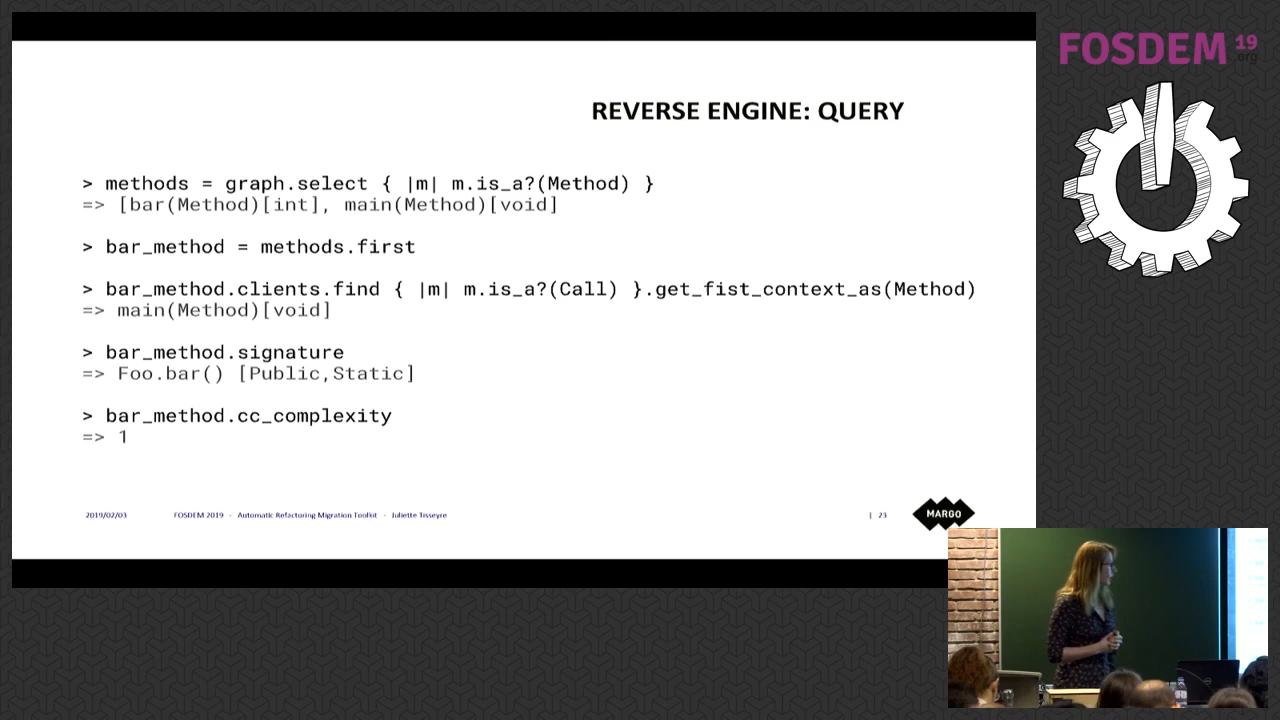 FOSDEM 19
.org
REVERSE ENGINE: QUERY
> methods = graph.select { |m| m.is_a?(Method) }
=> [bar(Method)[int], main(Method)[void]
> bar_method = methods.first
> bar_method.clients.find { |m| m.is_a?(Call) }.get_fist_context_as(Method)
=> main(Method)[void]
> bar_method.signature
=> Foo.bar() [Public,Static]
> bar_method.cc_complexity
=> 1
2019/02/03 FOSDEM 2019 - Automatic Refactoring Migration Toolkit - Juliette Tisseyre | 23 MARGO